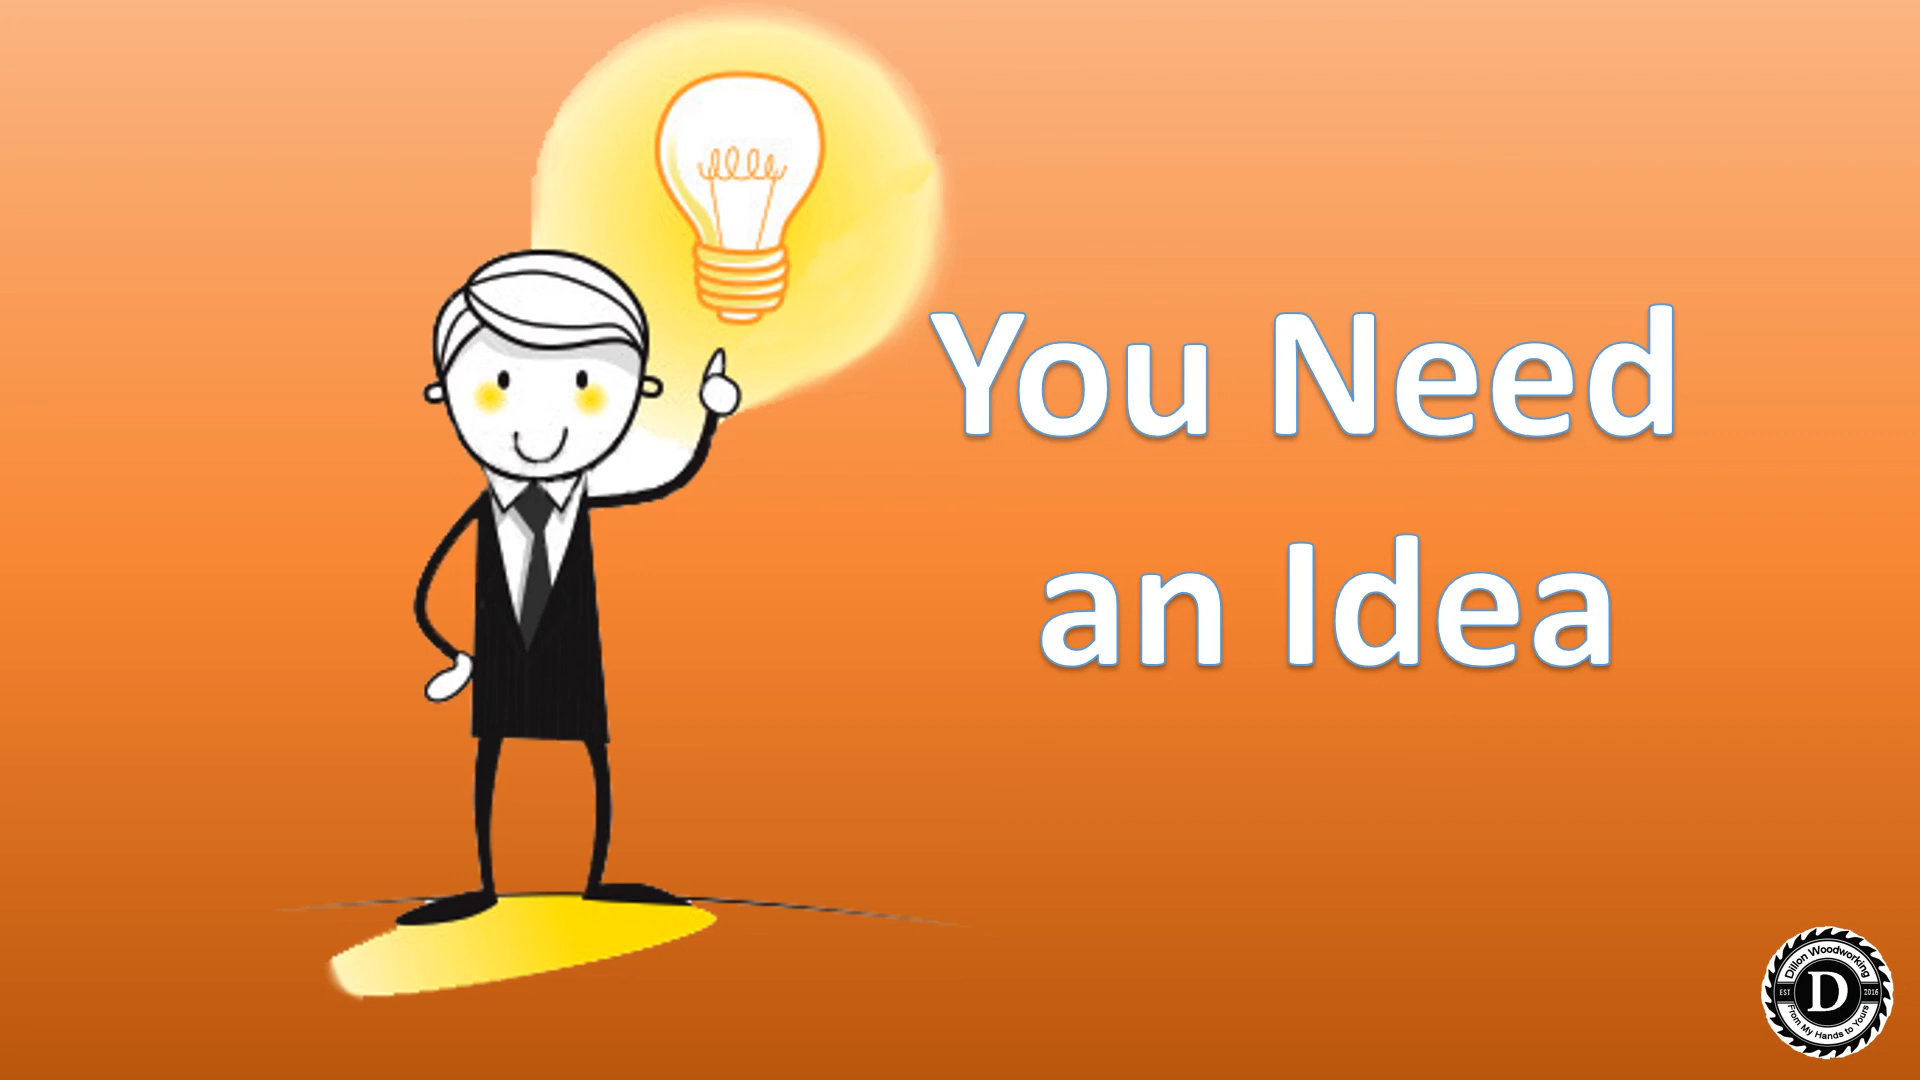 You Need
an Idea
Dillon Woodworking
EST
D
2016
From My Hands to Yours